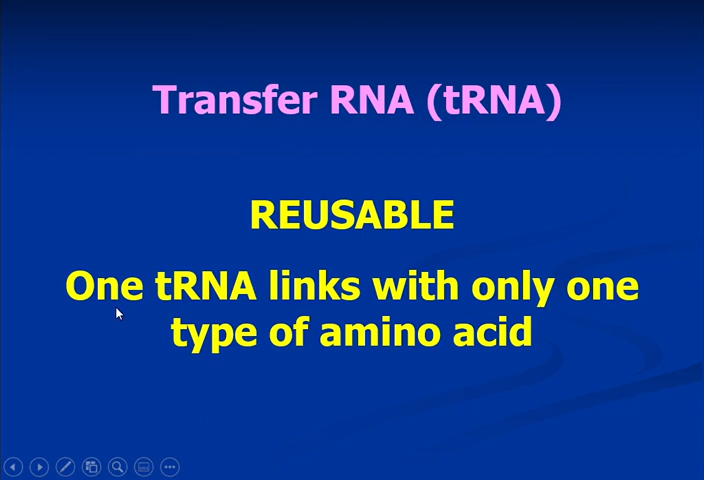 Transfer RNA (tRNA)
REUSABLE
One tRNA links with only one
type of amino acid